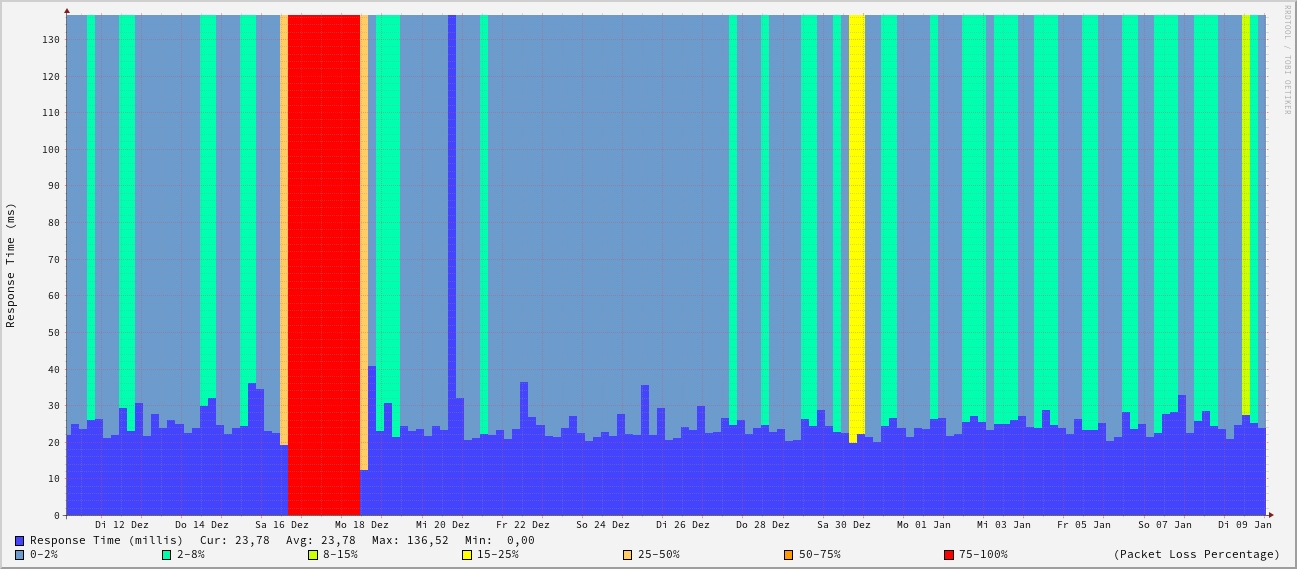 RRDTOOL / TOBI OETIKER
Response Time (ms)
130
120
110
100
90
80
70
60
50
40
30
20
10
0
Di 12 Dez Do 14 Dez Sa 16 Dez Mo 18 Dez Mi 20 Dez Fr 22 Dez So 24 Dez Di 26 Dez Do 28 Dez Sa 30 Dez Mo 01 Jan Mi 03 Jan Fr 05 Jan So 07 Jan Di 09 Jan
Response Time (millis) Cur: 23,78 Avg: 23,78 Max: 136,52 Min: 0,00
0-2% 2-8% 8-15% 15-25% 25-50% 50-75% 75-100% (Packet Loss Percentage)